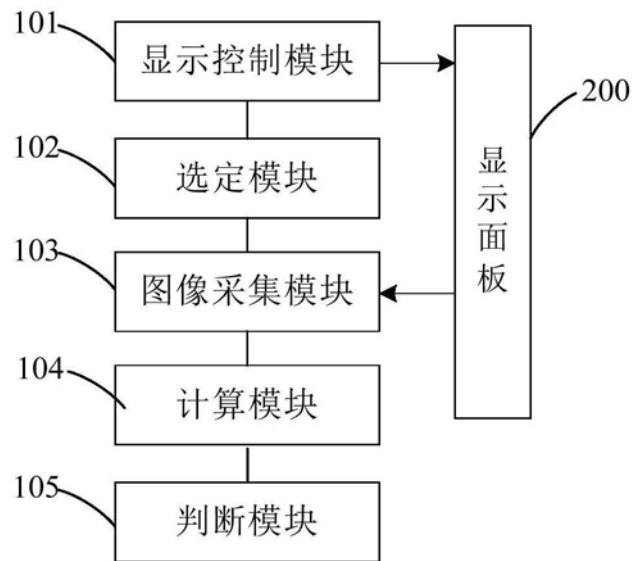 101
显示控制模块
200
102
选定模块
显示面板
103
图像采集模块
104
计算模块
105
判断模块